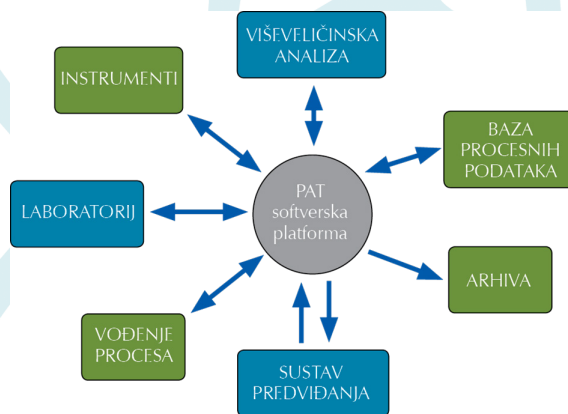 VIŠEVELIČINSKA
ANALIZA
INSTRUMENTI
BAZA
PROCESNIH
PODATAKA
PAT
softverska
platforma
LABORATORIJ
ARHIVA
VOĐENJE
PROCESA
SUSTAV
PREDVIĐANJA